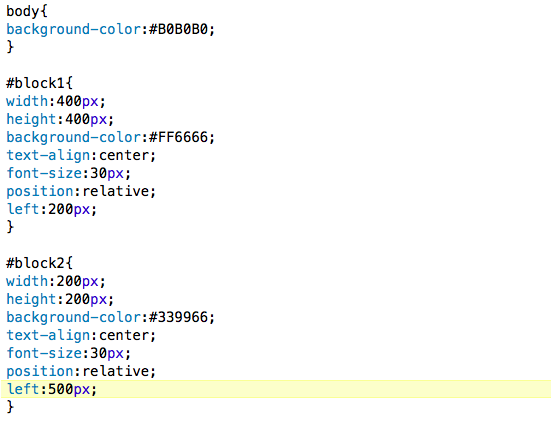 body{
background-color:#B0B0B0;
}
#block1{
width:400px;
height:400px;
background-color:#FF6666;
text-align:center;
font-size:30px;
position:relative;
left:200px;
}
#block2{
width:200px;
height:200px;
background-color:#339966;
text-align:center;
font-size:30px;
position:relative;
left:500px;
}